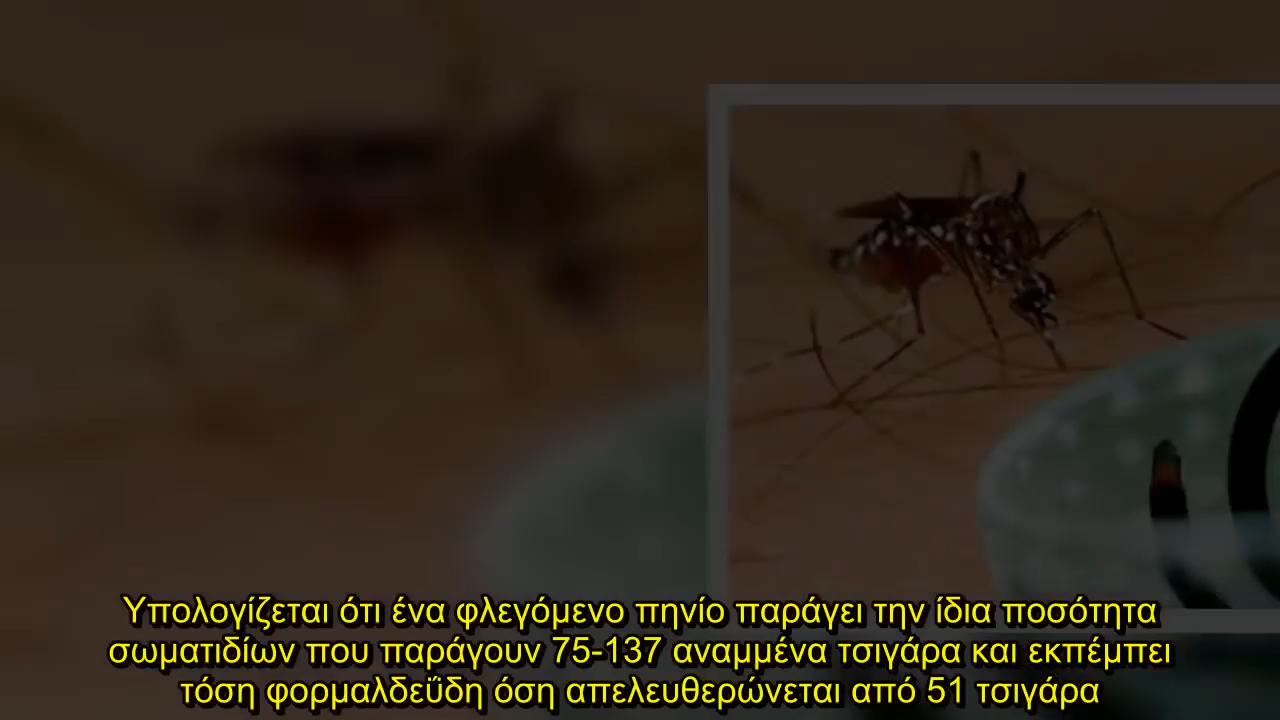 Υπολογίζεται ότι ένα φλεγόμενο πηνίο παράγει την ίδια ποσότητα
σωματιδίων που παράγουν 75-137 αναμμένα τσιγάρα και εκπέμπει
τόση φορμαλδεΰδη όση απελευθερώνεται από 51 τσιγάρα